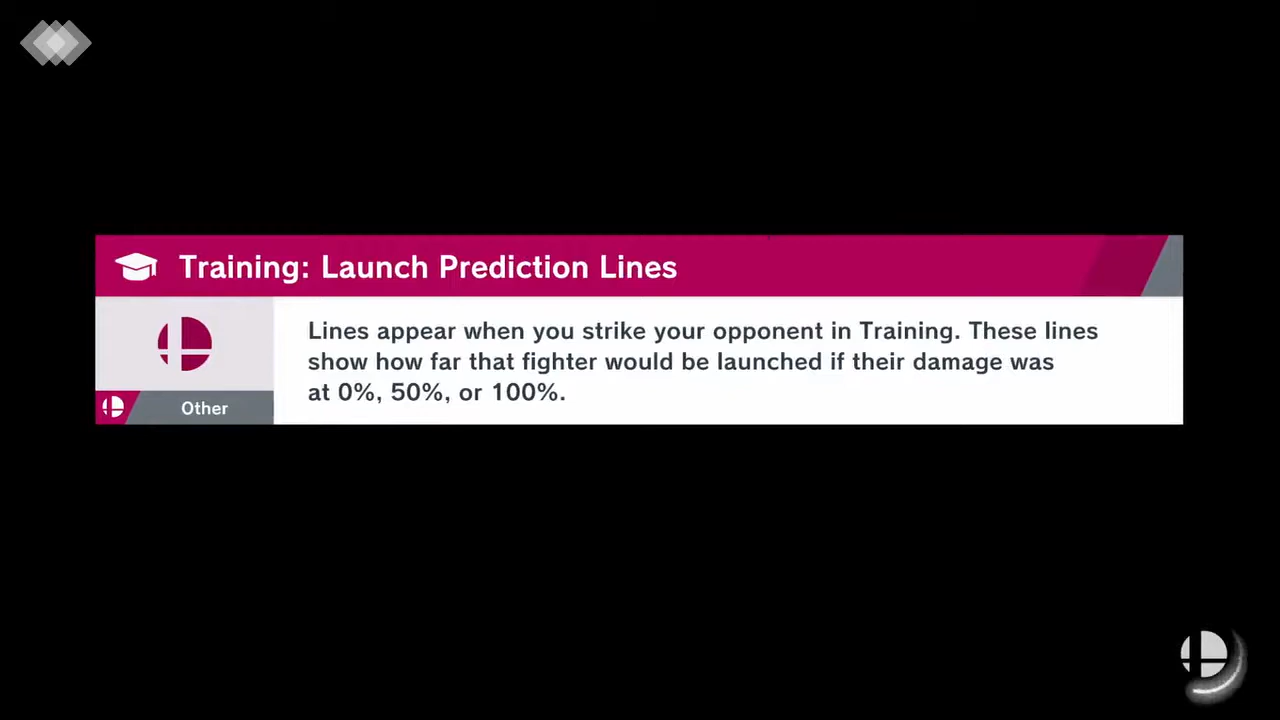 Training: Launch Prediction Lines
Lines appear when you strike your opponent in Training. These lines
show how far that fighter would be launched if their damage was
at 0%, 50%, or 100%.
Other